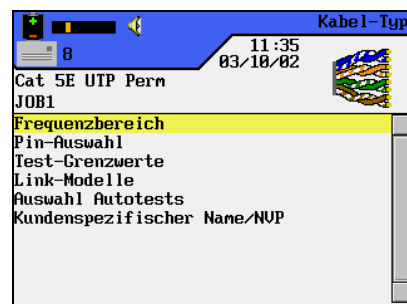 Kabel-Typ
8
11:35
03/10/02
Cat 5E UTP Perm
JOB1
Frequenzbereich
Pin-Auswahl
Test-Grenzwerte
Link-Modelle
Auswahl Autotests
Kundenspezifischer Name/NVP